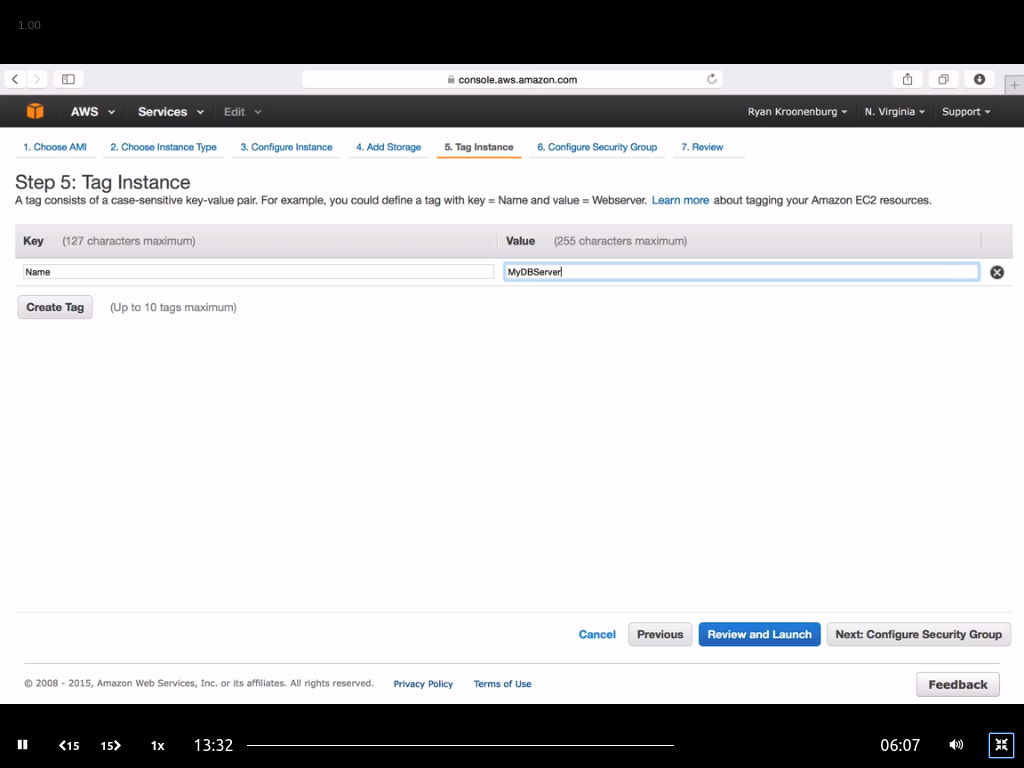 1.00
console.aws.amazon.com
AWS Services Edit Ryan Kroonenburg N. Virginia Support
1. Choose AMI 2. Choose Instance Type 3. Configure Instance 4. Add Storage 5. Tag Instance 6. Configure Security Group 7. Review
Step 5: Tag Instance
A tag consists of a case-sensitive key-value pair. For example, you could define a tag with key = Name and value = Webserver. Learn more about tagging your Amazon EC2 resources.
Key (127 characters maximum) Value (255 characters maximum)
Name MyDBServer
Create Tag (Up to 10 tags maximum)
Cancel Previous Review and Launch Next: Configure Security Group
© 2008 - 2015, Amazon Web Services, Inc. or its affiliates. All rights reserved. Privacy Policy Terms of Use Feedback
15 15 1x 13:32 06:07